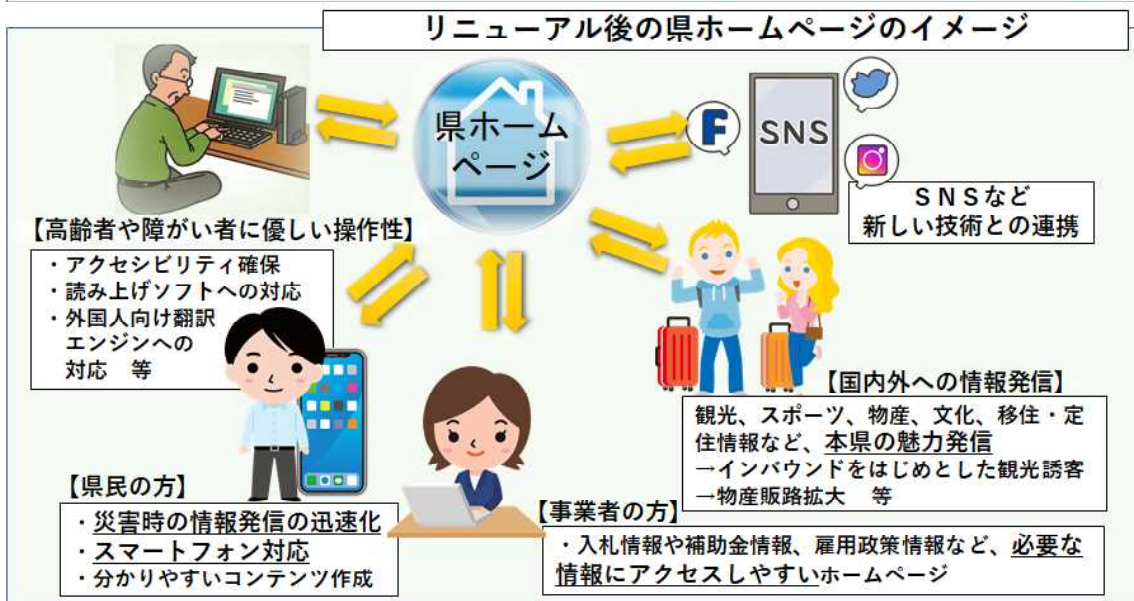 リニューアル後の県ホームページのイメージ
県ホーム
ページ
F
SNS
SNSなど
新しい技術との連携
【高齢者や障がい者に優しい操作性】
・アクセシビリティ確保
・読み上げソフトへの対応
・外国人向け翻訳
エンジンへの
対応 等
【国内外への情報発信】
観光、スポーツ、物産、文化、移住・定
住情報など、本県の魅力発信
→インバウンドをはじめとした観光誘客
→物産販路拡大 等
【県民の方】
・災害時の情報発信の迅速化
・スマートフォン対応
・分かりやすいコンテンツ作成
【事業者の方】
・入札情報や補助金情報、雇用政策情報など、必要な
情報にアクセスしやすいホームページ